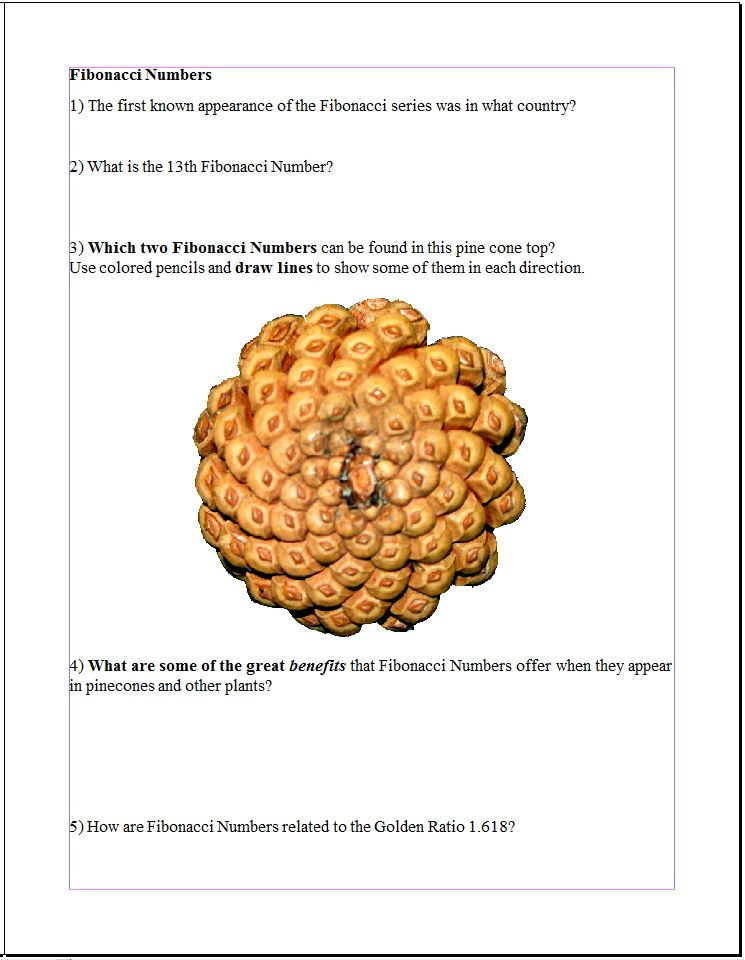 Fibonacci Numbers
1) The first known appearance of the Fibonacci series was in what country?
2) What is the 13th Fibonacci Number?
3) Which two Fibonacci Numbers can be found in this pine cone top?
Use colored pencils and draw lines to show some of them in each direction.
4) What are some of the great benefits that Fibonacci Numbers offer when they appear
in pinecones and other plants?
5) How are Fibonacci Numbers related to the Golden Ratio 1.618?